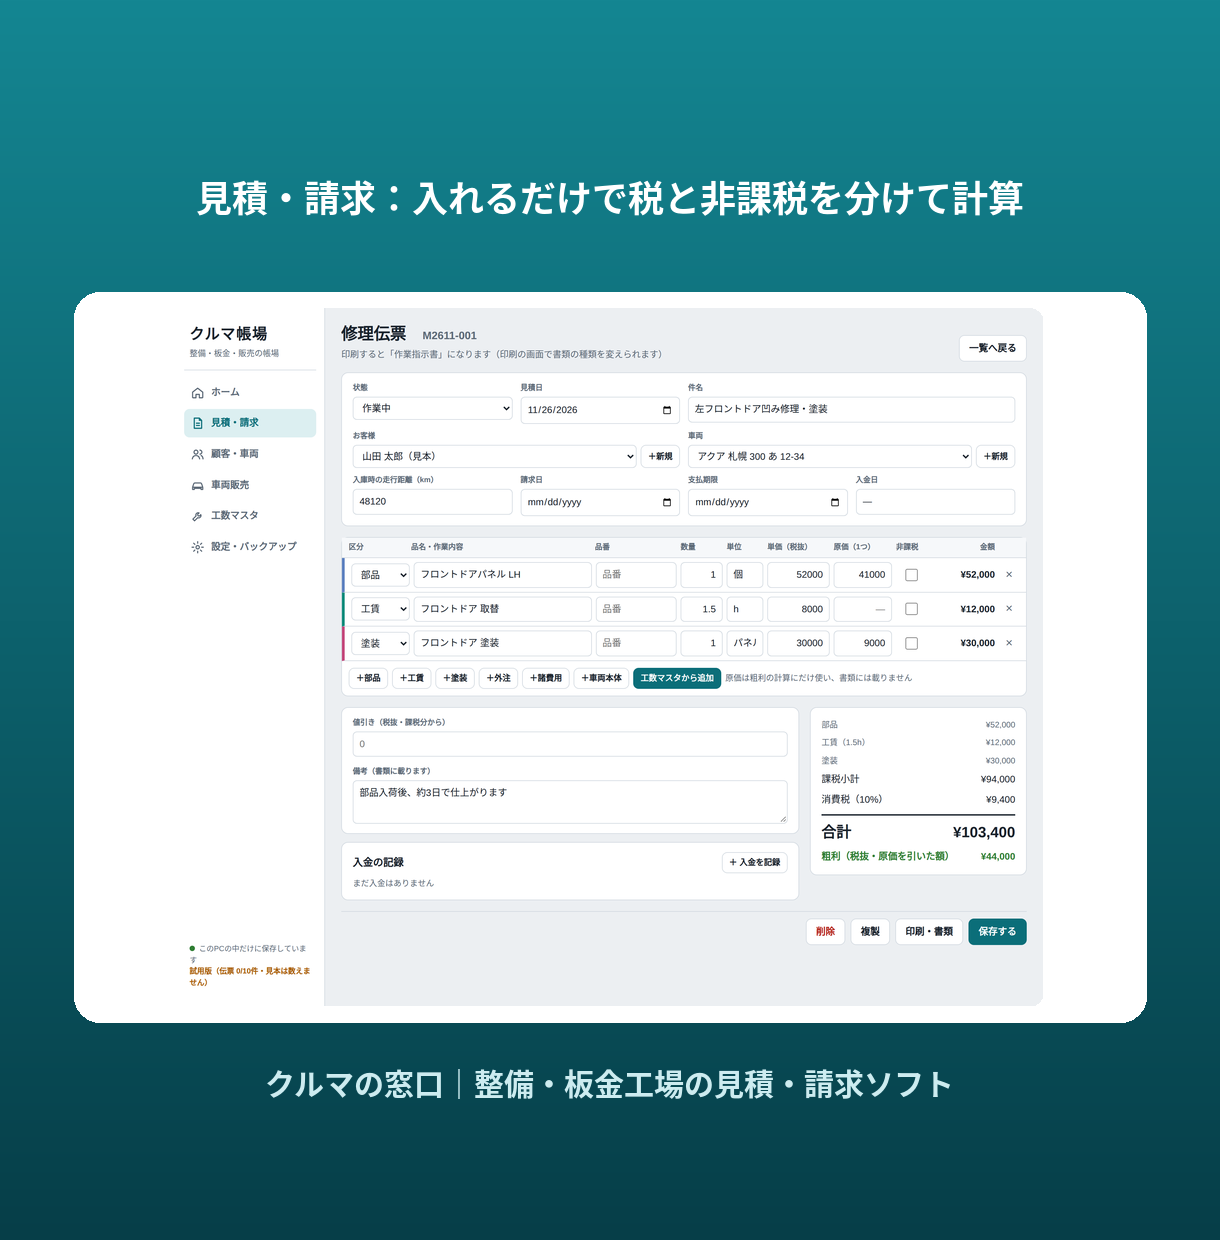 見積・請求：入れるだけで税と非課税を分けて計算
クルマ帳場
整備・板金・販売の帳場
ホーム
見積・請求
顧客・車両
車両販売
工数マスタ
設定・バックアップ
このPCの中だけに保存していま
す
試用版（伝票 0/10件・見本は数えま
せん）
修理伝票 M2611-001
印刷すると「作業指示書」になります（印刷の画面で書類の種類を変えられます）
一覧へ戻る
状態 見積日 件名
作業中 11/26/2026 左フロントドア凹み修理・塗装
お客様 車両
山田 太郎（見本） ＋新規 アクア 札幌 300 あ 12-34 ＋新規
入庫時の走行距離（km） 請求日 支払期限 入金日
48120 mm/dd/yyyy mm/dd/yyyy —
区分 品名・作業内容 品番 数量 単位 単価（税抜） 原価（1つ） 非課税 金額
部品 フロントドアパネル LH 品番 1 個 52000 41000 ¥52,000 ×
工賃 フロントドア 取替 品番 1.5 h 8000 — ¥12,000 ×
塗装 フロントドア 塗装 品番 1 パネル 30000 9000 ¥30,000 ×
＋部品 ＋工賃 ＋塗装 ＋外注 ＋諸費用 ＋車両本体 工数マスタから追加 原価は粗利の計算にだけ使い、書類には載りません
値引き（税抜・課税分から）
0
備考（書類に載ります）
部品入荷後、約3日で仕上がります
入金の記録 ＋ 入金を記録
まだ入金はありません
部品 ¥52,000
工賃（1.5h） ¥12,000
塗装 ¥30,000
課税小計 ¥94,000
消費税（10%） ¥9,400
合計 ¥103,400
粗利（税抜・原価を引いた額） ¥44,000
削除 複製 印刷・書類 保存する
クルマの窓口｜整備・板金工場の見積・請求ソフト